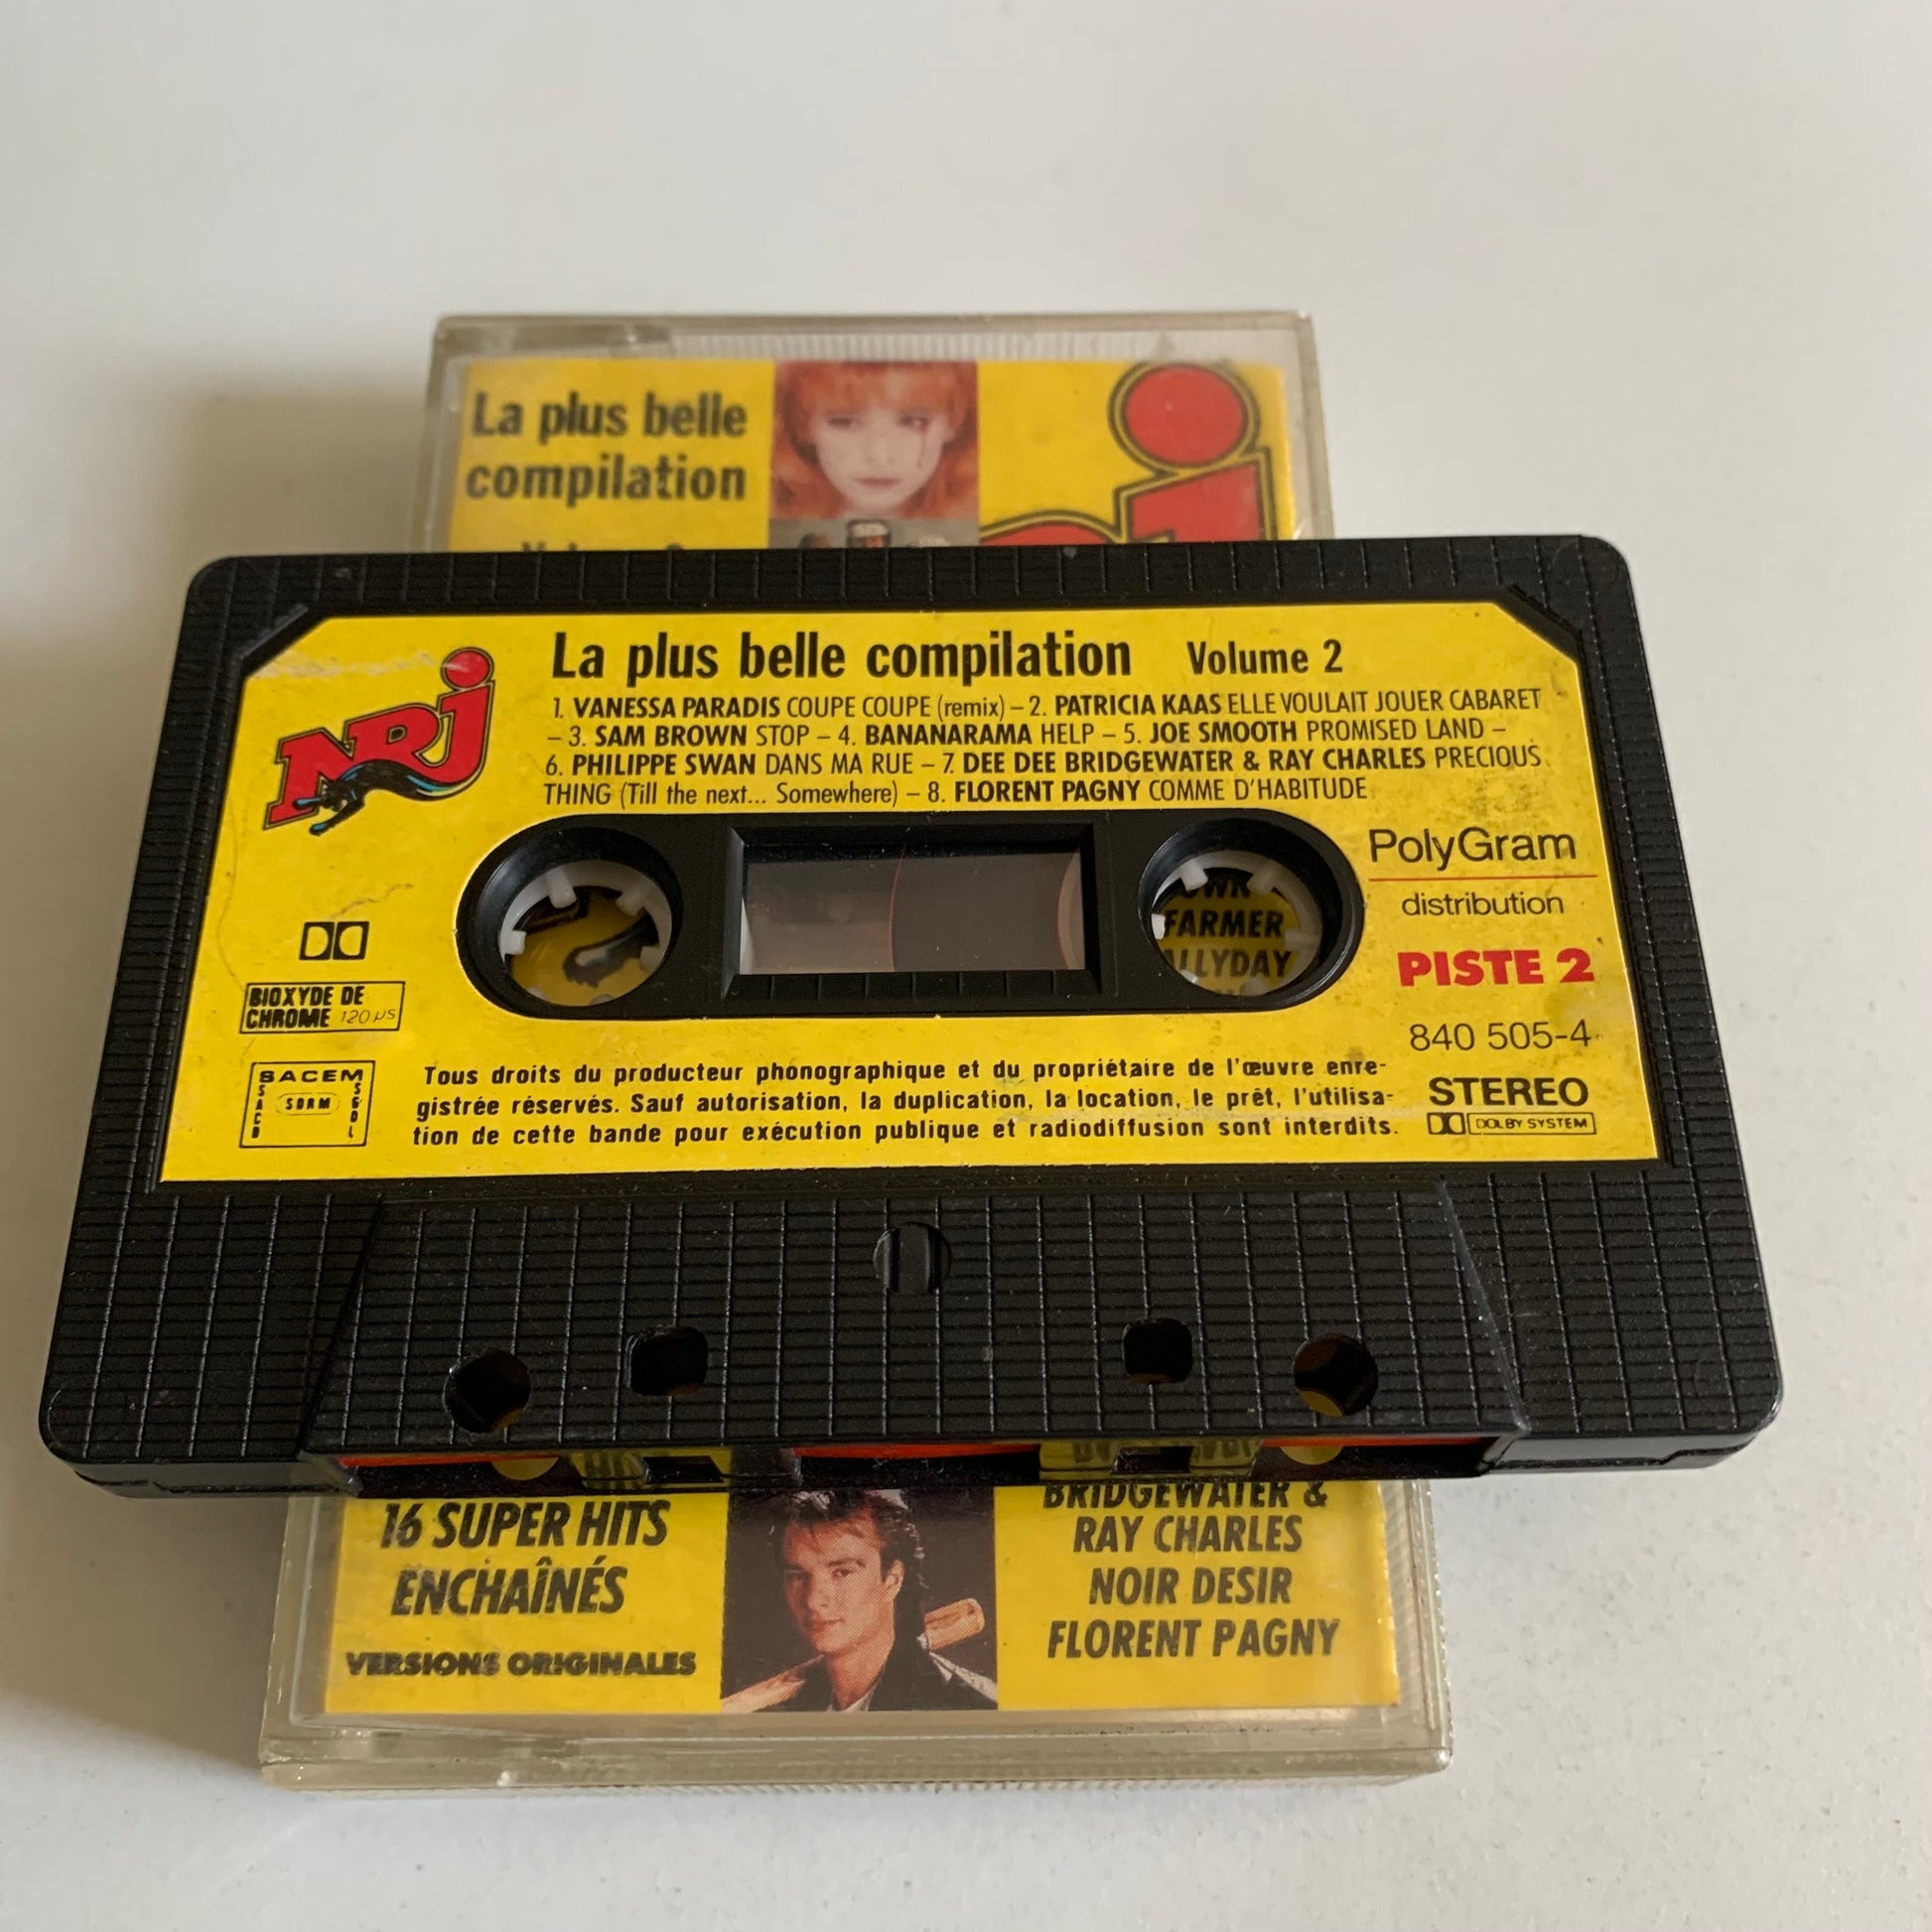 La plus belle
compilation
NRJ
La plus belle compilation Volume 2
1. VANESSA PARADIS COUPE COUPE (remix) – 2. PATRICIA KAAS ELLE VOULAIT JOUER CABARET
– 3. SAM BROWN STOP – 4. BANANARAMA HELP – 5. JOE SMOOTH PROMISED LAND –
6. PHILIPPE SWAN DANS MA RUE – 7. DEE DEE BRIDGEWATER & RAY CHARLES PRECIOUS
THING (Till the next... Somewhere) – 8. FLORENT PAGNY COMME D'HABITUDE
PolyGram
distribution
FARMER
PISTE 2
BIOXYDE DE
CHROME 120 µs
840 505-4
SACEM
SACD
SDRM
SGDL
Tous droits du producteur phonographique et du propriétaire de l'œuvre enre-
gistrée réservés. Sauf autorisation, la duplication, la location, le prêt, l'utilisa-
tion de cette bande pour exécution publique et radiodiffusion sont interdits.
STEREO
DOLBY SYSTEM
16 SUPER HITS
ENCHAÎNÉS
VERSIONS ORIGINALES
BRIDGEWATER &
RAY CHARLES
NOIR DESIR
FLORENT PAGNY